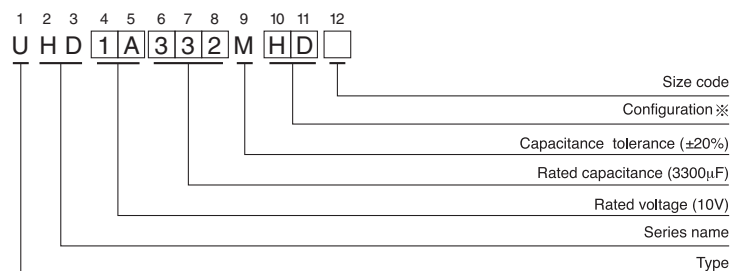 1 2 3 4 5 6 7 8 9 10 11 12
U H D 1 A 3 3 2 M H D
Size code
Configuration※
Capacitance tolerance (±20%)
Rated capacitance (3300μF)
Rated voltage (10V)
Series name
Type